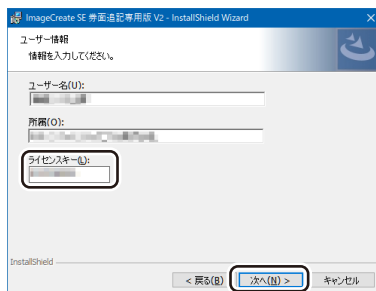 ImageCreate SE 券面追記専用版 V2 - InstallShield Wizard
ユーザー情報
情報を入力してください。
ユーザー名(U):
所属(O):
ライセンスキー(L):
InstallShield
< 戻る(B)
次へ(N) >
キャンセル